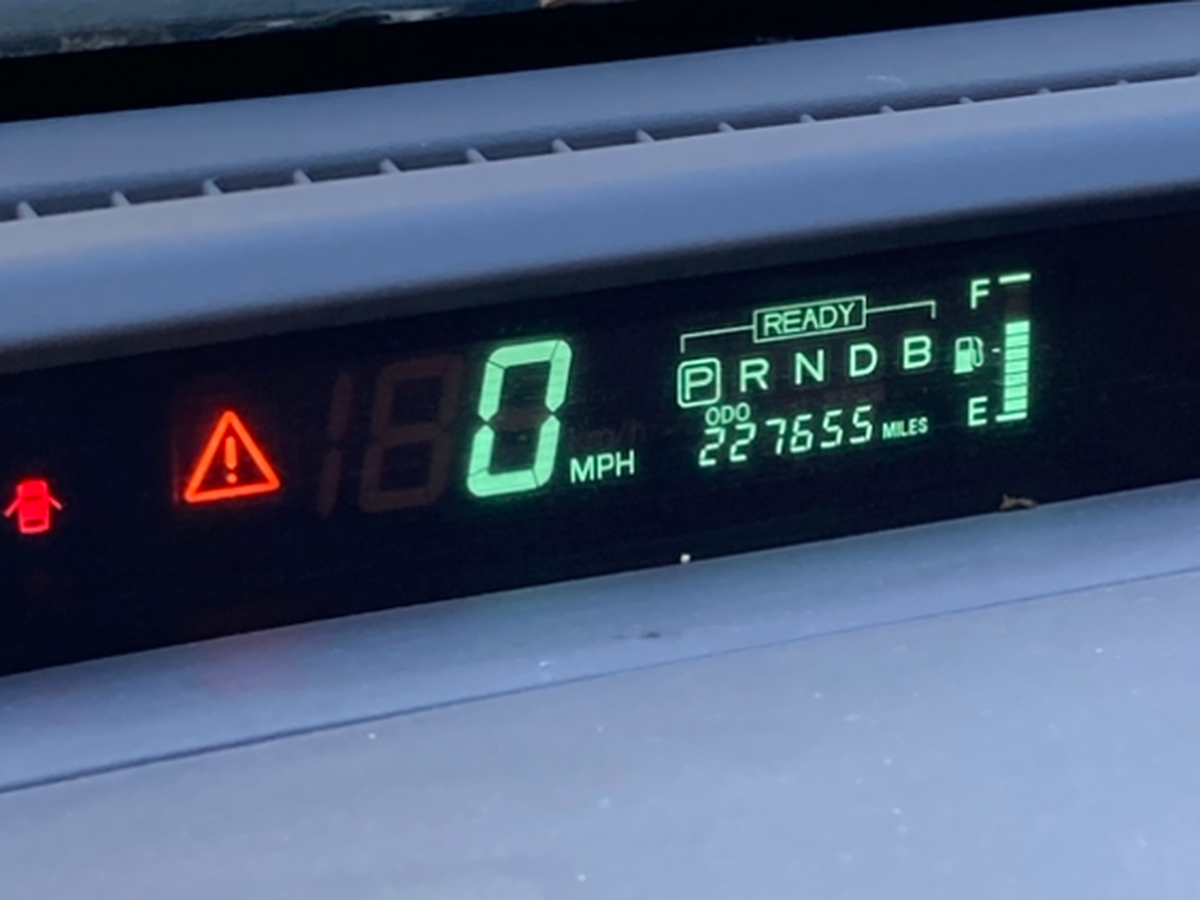 READY
F
P R N D B
ODO
0 MPH
227655 MILES
E